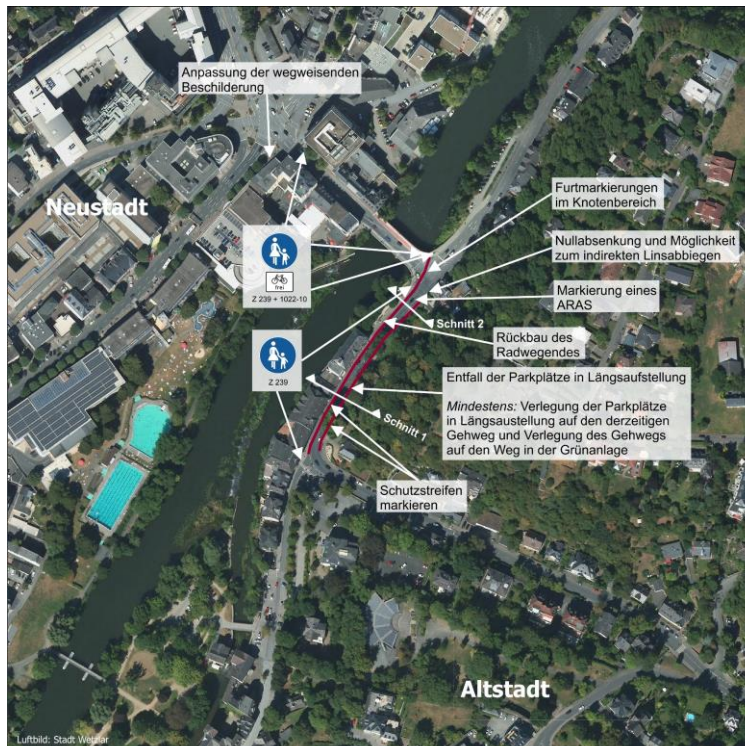 Anpassung der wegweisenden
Beschilderung
Neustadt
Furtmarkierungen
im Knotenbereich
frei
Z 239 + 1022-10
Nullabsenkung und Möglichkeit
zum indirekten Linsabbiegen
Markierung eines
ARAS
Schnitt 2
Rückbau des
Radwegendes
Z 239
Entfall der Parkplätze in Längsaufstellung
Mindestens: Verlegung der Parkplätze
in Längsaustellung auf den derzeitigen
Gehweg und Verlegung des Gehwegs
auf den Weg in der Grünanlage
Schnitt 1
Schutzstreifen
markieren
Altstadt
Luftbild: Stadt Wetzlar